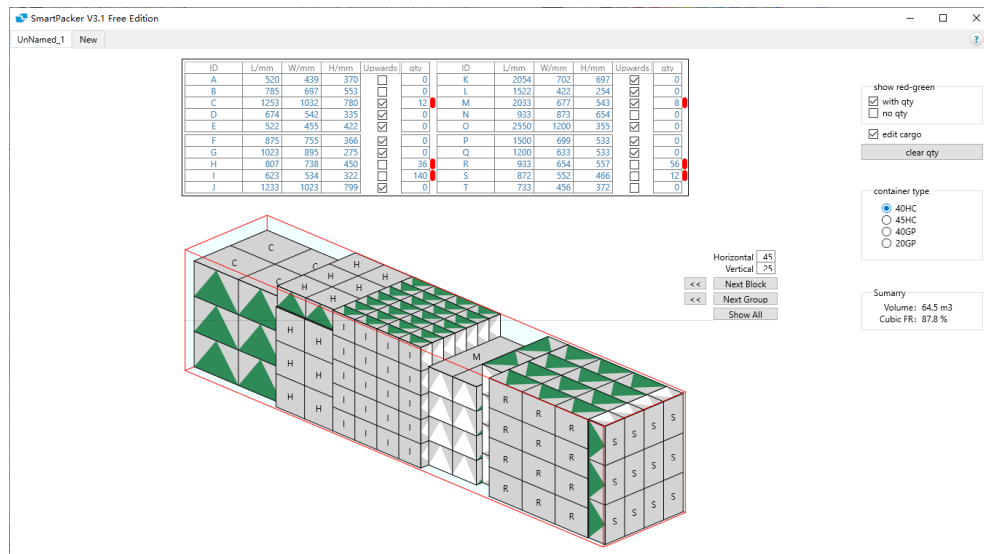 SmartPacker V3.1 Free Edition
UnNamed_1 New
?
ID L/mm W/mm H/mm Upwards qty ID L/mm W/mm H/mm Upwards qty
A 520 439 370 0 K 2054 702 697 0
B 785 697 553 0 L 1522 422 254 0
C 1253 1032 780 12 M 2033 677 543 8
D 674 542 335 0 N 933 873 654 0
E 522 455 422 0 O 2550 1200 355 0
F 875 755 366 0 P 1500 699 533 0
G 1023 895 275 0 Q 1200 633 533 0
H 807 738 450 36 R 933 654 557 56
I 623 534 322 140 S 872 552 466 12
J 1233 1023 799 0 T 733 456 372 0
show red-green
with qty
no qty
edit cargo
clear qty
container type
40HC
45HC
40GP
20GP
Horizontal 45
Vertical 25
<< Next Block
<< Next Group
Show All
Sumarry
Volume: 64.5 m3
Cubic FR: 87.8 %
C
C C
C H H
H H H
H H
H H I
H H I I
H H I I I
H H I I I I
I I I I
I I I
I I
I
M
R R R
R R R
R R R
R R R
S S S S
S S S S
S S S S